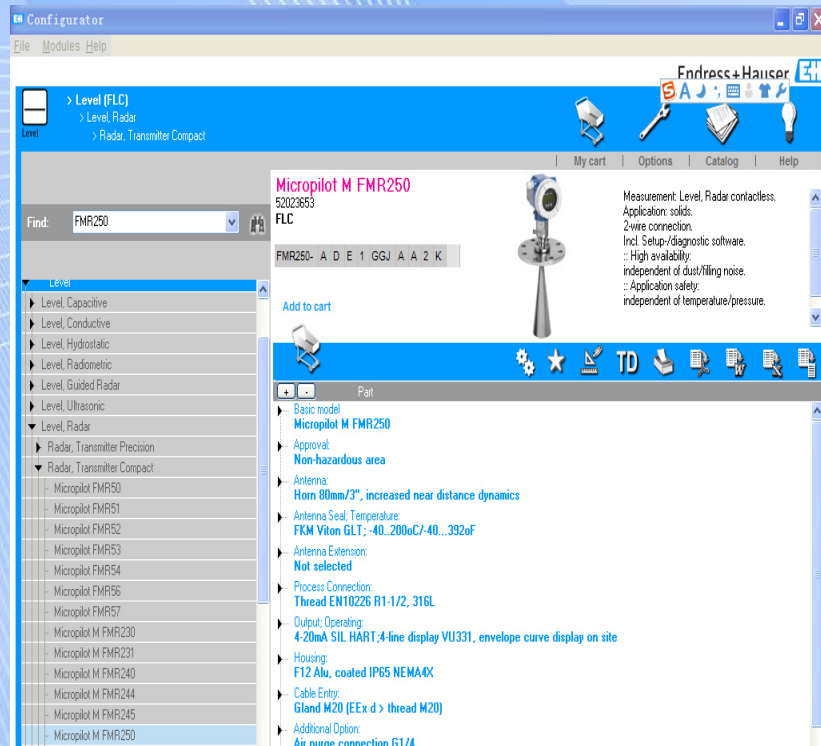 Configurator
File Modules Help
Endress+Hauser EH
> Level (FLC)
> Level, Radar
> Radar, Transmitter Compact
Level
| My cart | Options | Catalog | Help
Find: FMR250
Micropilot M FMR250
52023653
FLC
FMR250- A D E 1 GGJ A A 2 K
Add to cart
Measurement: Level, Radar contactless.
Application: solids.
2-wire connection.
Incl. Setup-/diagnostic software.
:: High availability:
independent of dust/filling noise.
:: Application safety:
independent of temperature/pressure.
TD
Level
Level, Capacitive
Level, Conductive
Level, Hydrostatic
Level, Radiometric
Level, Guided Radar
Level, Ultrasonic
Level, Radar
Radar, Transmitter Precision
Radar, Transmitter Compact
Micropilot FMR50
Micropilot FMR51
Micropilot FMR52
Micropilot FMR53
Micropilot FMR54
Micropilot FMR56
Micropilot FMR57
Micropilot M FMR230
Micropilot M FMR231
Micropilot M FMR240
Micropilot M FMR244
Micropilot M FMR245
Micropilot M FMR250
+ - Part
Basic model
Micropilot M FMR250
Approval:
Non-hazardous area
Antenna:
Horn 80mm/3", increased near distance dynamics
Antenna Seal; Temperature:
FKM Viton GLT; -40..200oC/-40...392oF
Antenna Extension:
Not selected
Process Connection:
Thread EN10226 R1-1/2, 316L
Output; Operating:
4-20mA SIL HART;4-line display VU331, envelope curve display on site
Housing:
F12 Alu, coated IP65 NEMA4X
Cable Entry:
Gland M20 (EEx d > thread M20)
Additional Option:
Air purge connection G1/4